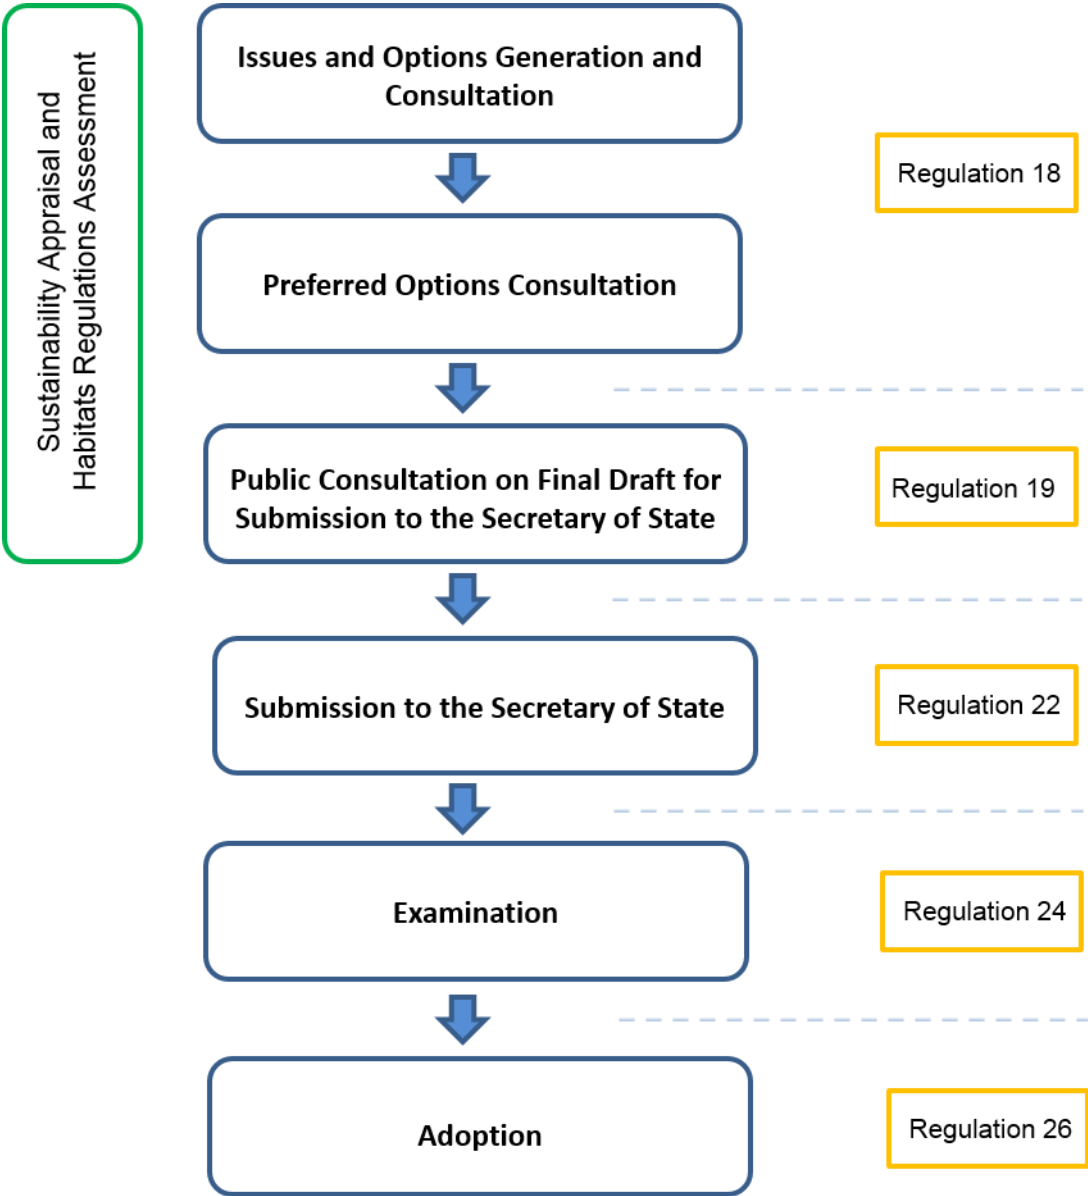 Sustainability Appraisal and
Habitats Regulations Assessment
Issues and Options Generation and
Consultation
Regulation 18
Preferred Options Consultation
Public Consultation on Final Draft for
Submission to the Secretary of State
Regulation 19
Submission to the Secretary of State
Regulation 22
Examination
Regulation 24
Adoption
Regulation 26